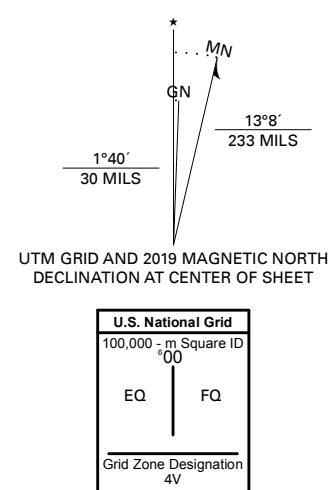 ★
MN
GN
13°8´
233 MILS
1°40´
30 MILS
UTM GRID AND 2019 MAGNETIC NORTH
DECLINATION AT CENTER OF SHEET
U.S. National Grid
100,000 - m Square ID
⁶00
EQ FQ
Grid Zone Designation
4V